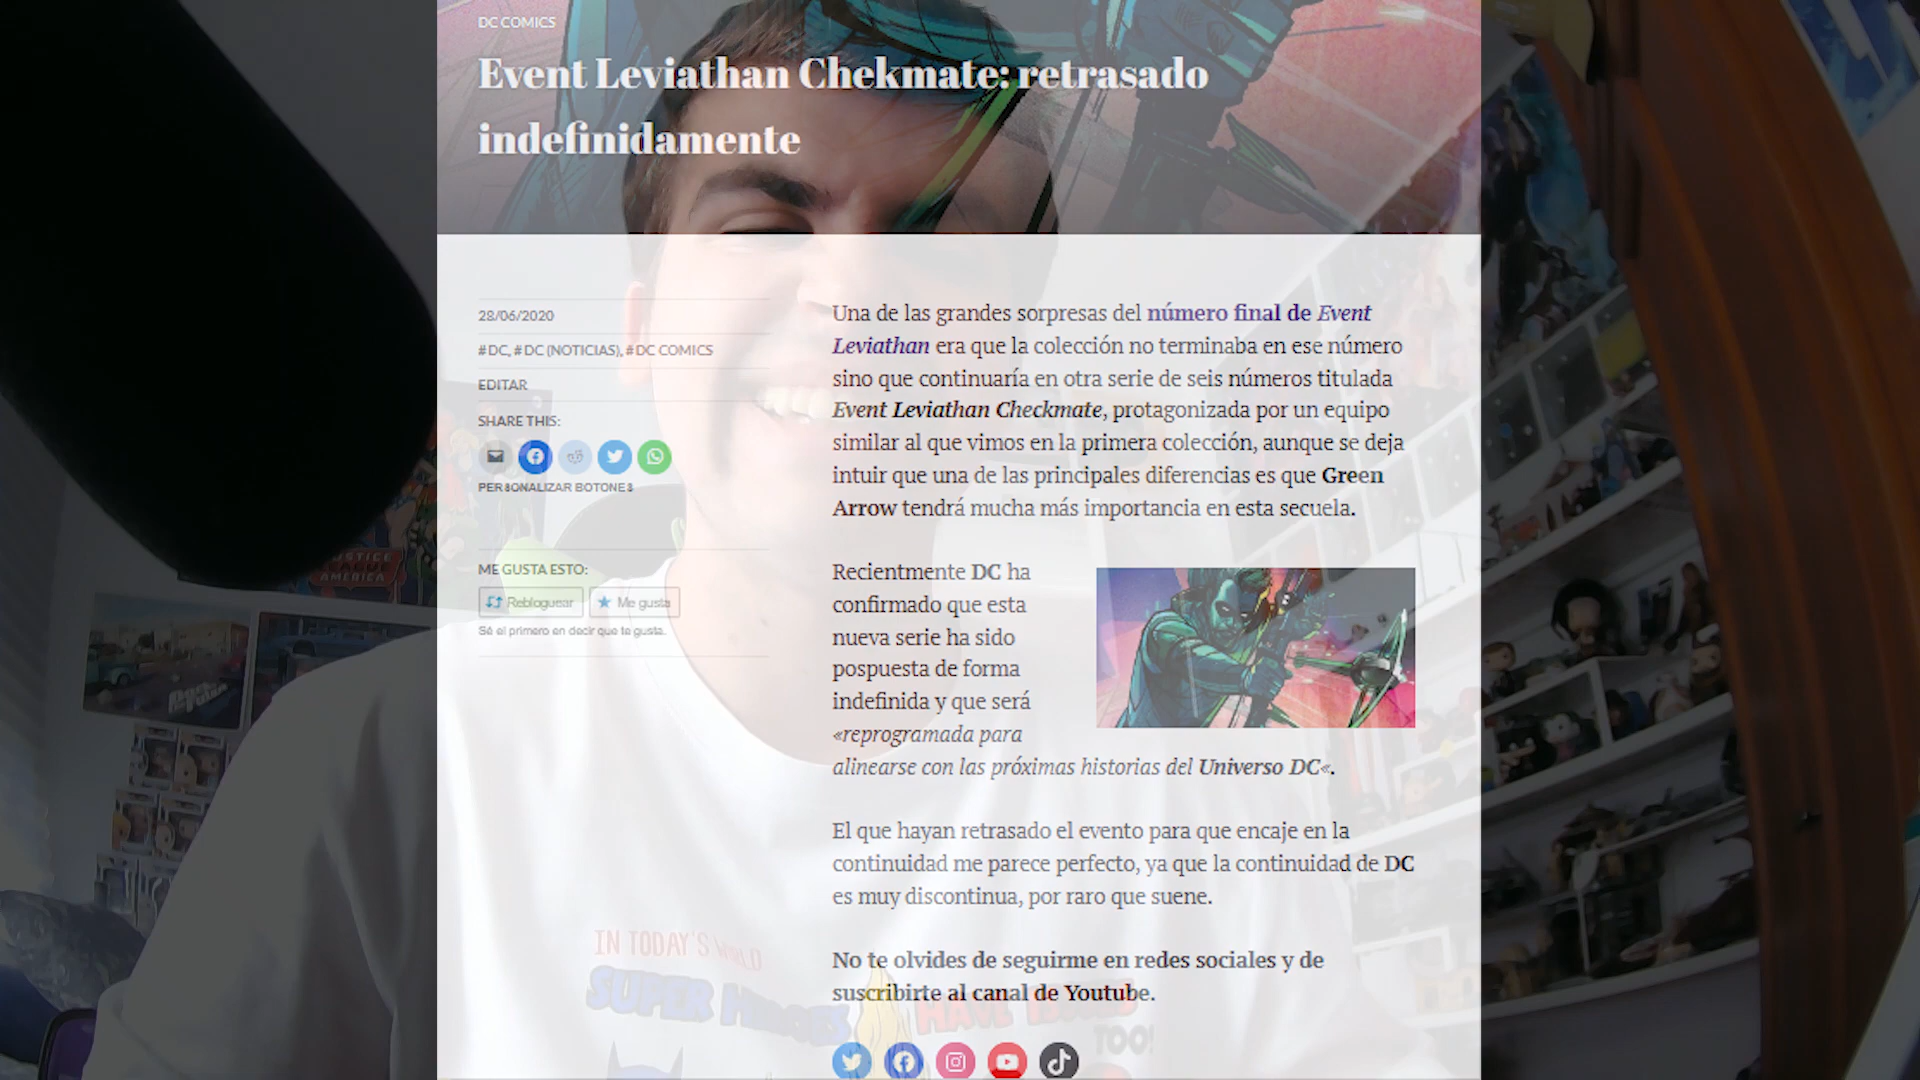 DC COMICS
Event Leviathan Chekmate: retrasado
indefinidamente
28/06/2020
#DC, #DC (NOTICIAS), #DC COMICS
EDITAR
SHARE THIS:
PERSONALIZAR BOTONES
ME GUSTA ESTO:
Rebloguear
Me gusta
Sé el primero en decir que te gusta.
Una de las grandes sorpresas del número final de Event
Leviathan era que la colección no terminaba en ese número
sino que continuaría en otra serie de seis números titulada
Event Leviathan Checkmate, protagonizada por un equipo
similar al que vimos en la primera colección, aunque se deja
intuir que una de las principales diferencias es que Green
Arrow tendrá mucha más importancia en esta secuela.
Recientmente DC ha
confirmado que esta
nueva serie ha sido
pospuesta de forma
indefinida y que será
«reprogramada para
alinearse con las próximas historias del Universo DC«.
El que hayan retrasado el evento para que encaje en la
continuidad me parece perfecto, ya que la continuidad de DC
es muy discontinua, por raro que suene.
No te olvides de seguirme en redes sociales y de
suscribirte al canal de Youtube.
JUSTICE
LEAGUE
AMERICA
IN TODAY'S WORLD
SUPER HEROES
HAVE
TOO!